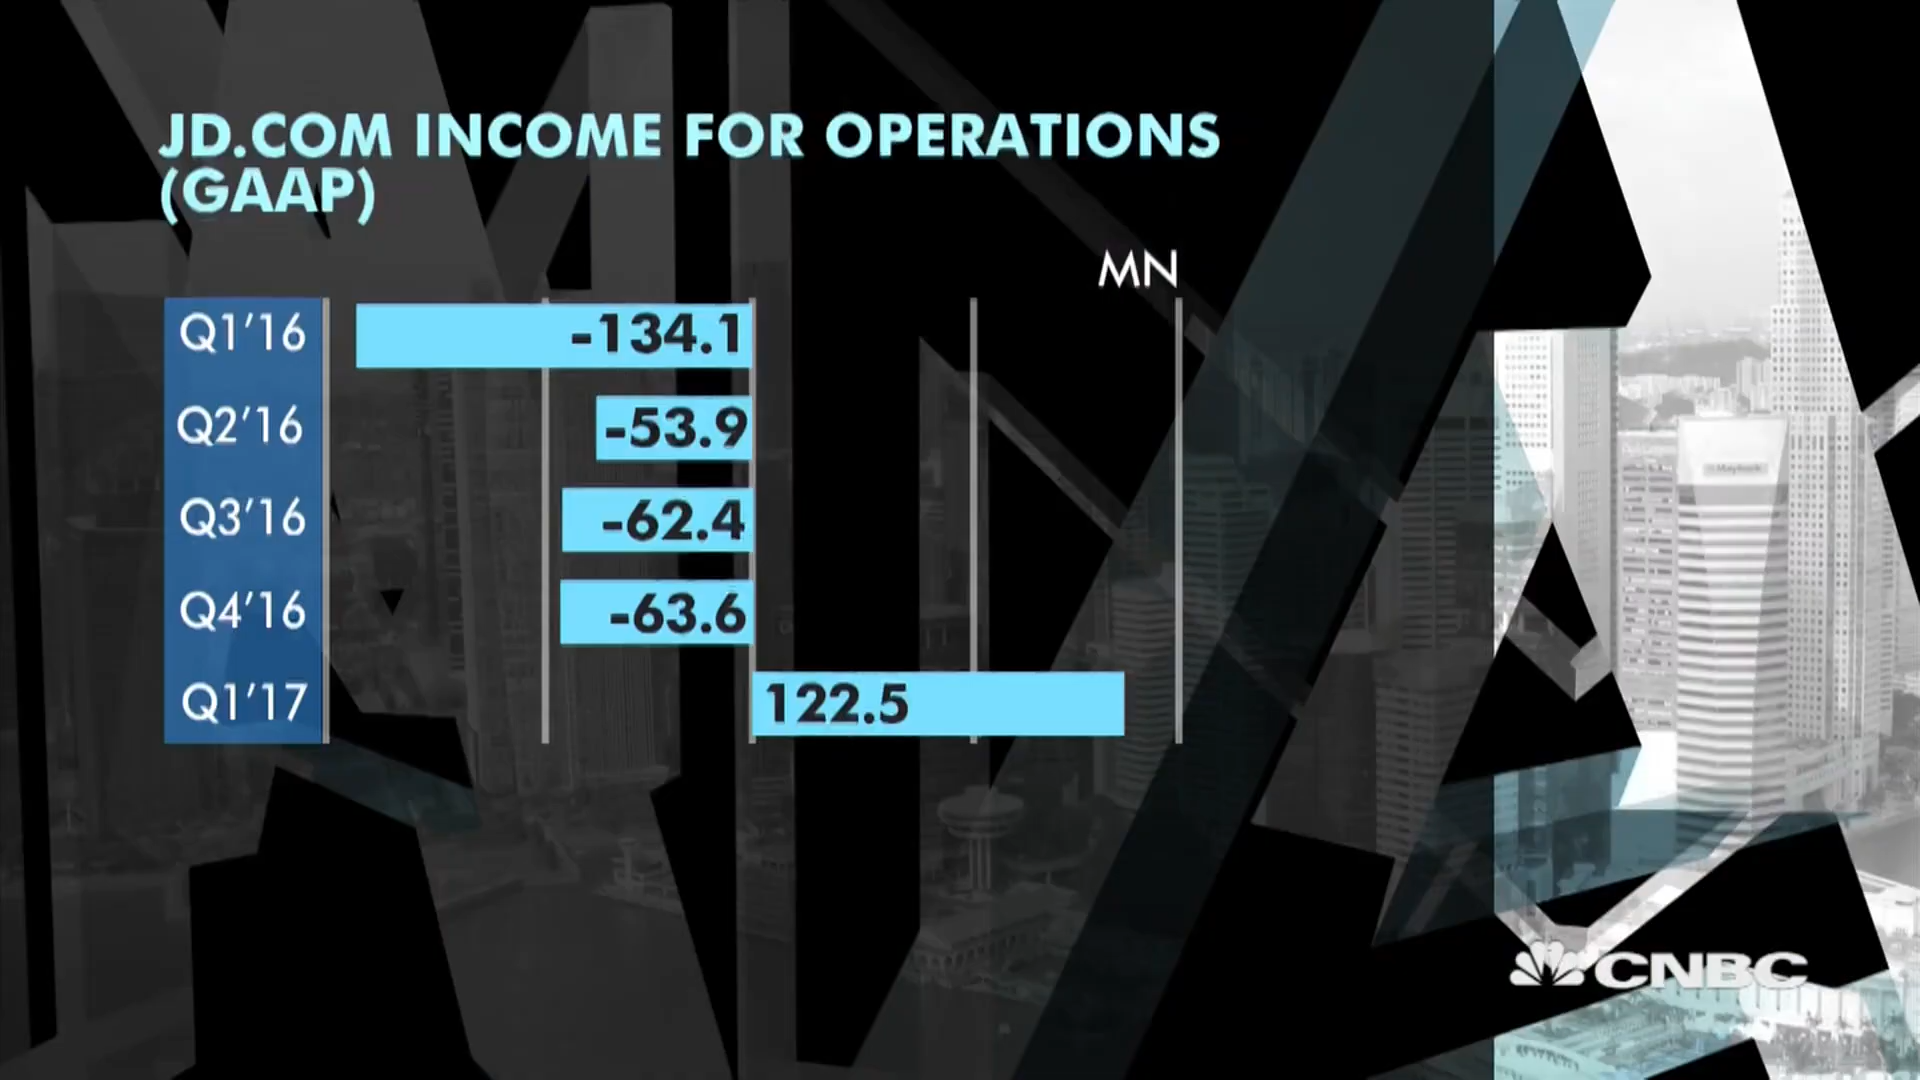 JD.COM INCOME FOR OPERATIONS
(GAAP)
MN
Q1'16 -134.1
Q2'16 -53.9
Q3'16 -62.4
Q4'16 -63.6
Q1'17 122.5
Maybank
CNBC